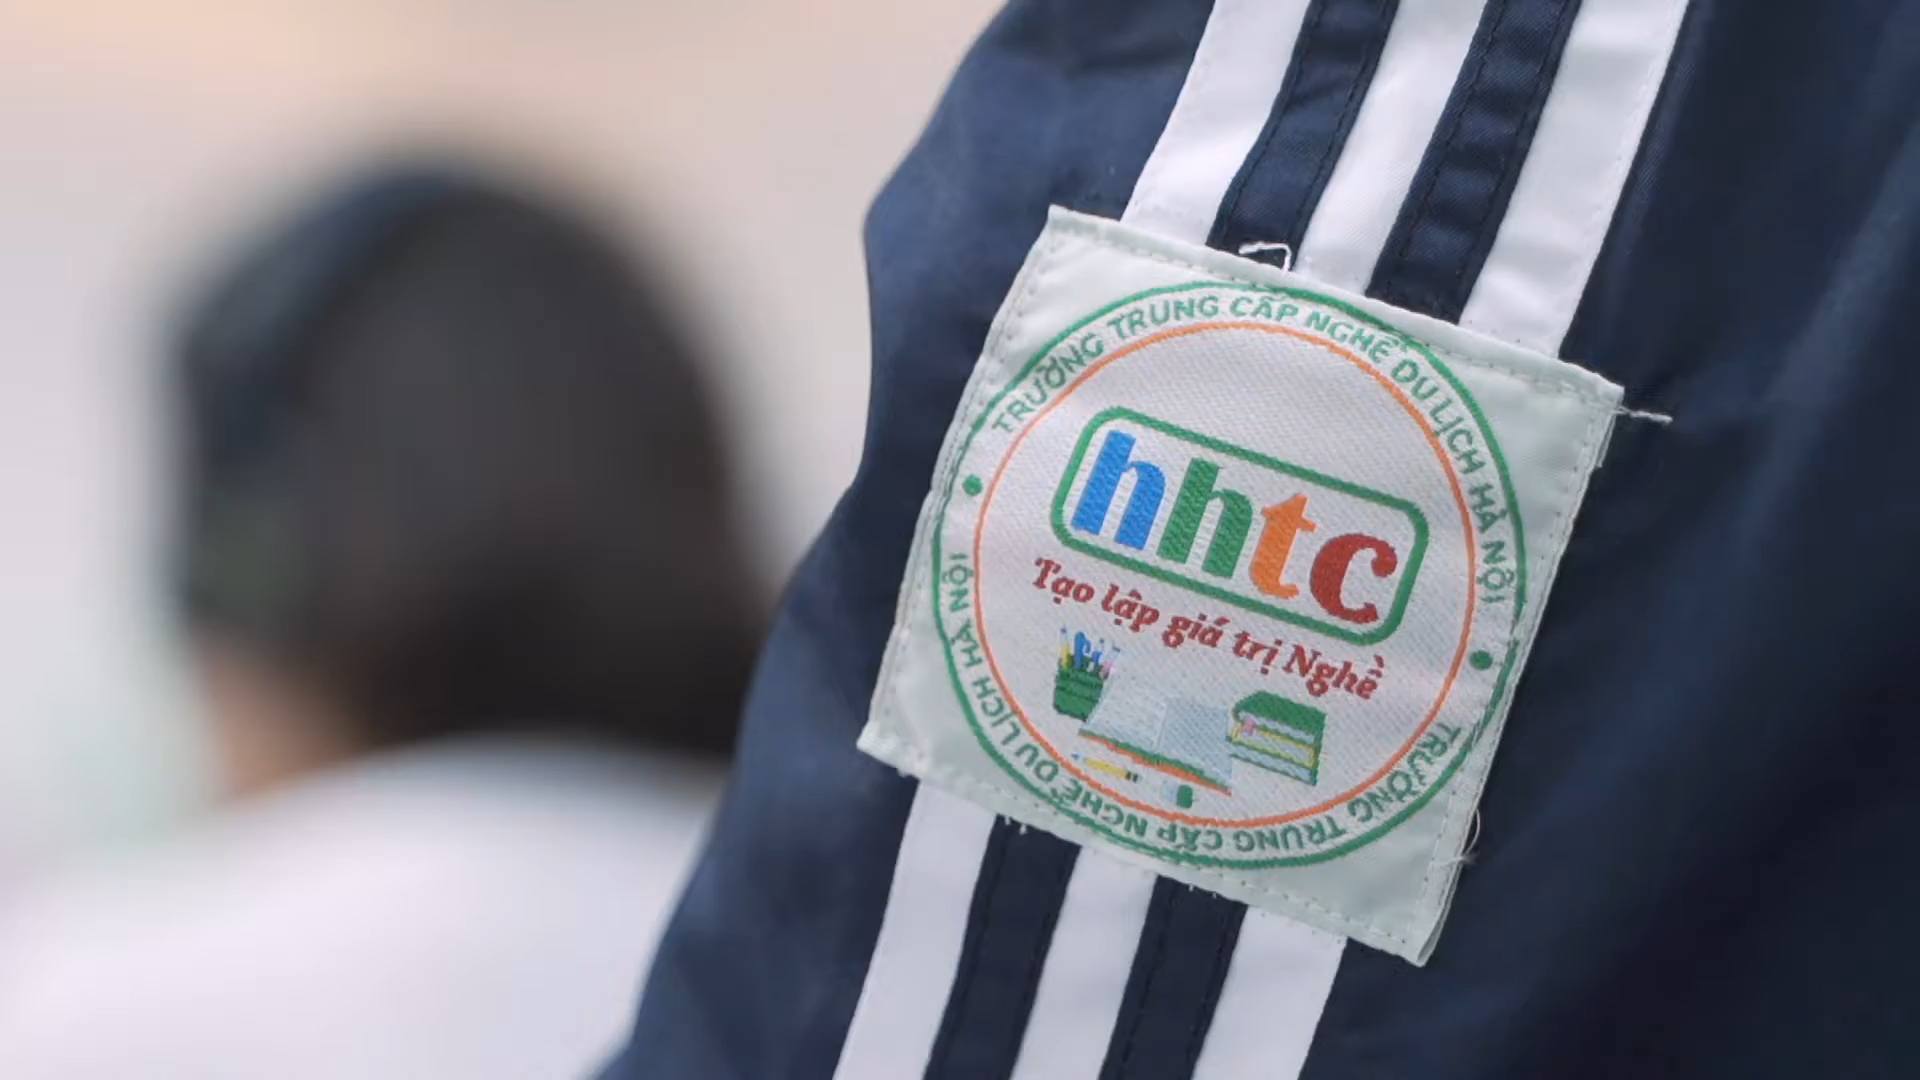 TRƯỜNG TRUNG CẤP NGHỀ DU LỊCH HÀ NỘI
hhtc
Tạo lập giá trị Nghề
TRƯỜNG TRUNG CẤP NGHỀ DU LỊCH HÀ NỘI